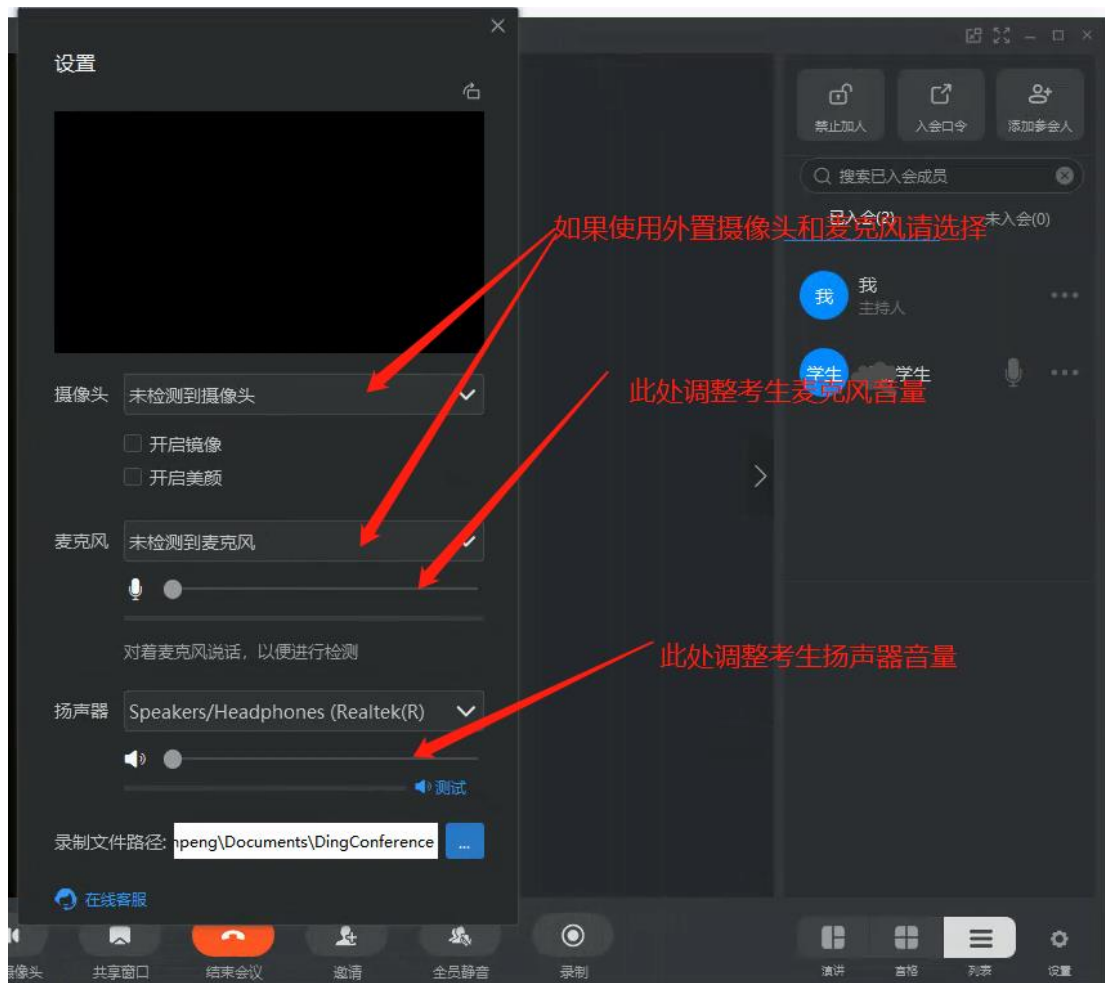 设置
禁止加人
入会口令
添加参会人
搜索已入会成员
已入会(2)
未入会(0)
如果使用外置摄像头和麦克风请选择
我
我
主持人
学生
学生
摄像头
未检测到摄像头
此处调整考生麦克风音量
开启镜像
开启美颜
麦克风
未检测到麦克风
对着麦克风说话，以便进行检测
此处调整考生扬声器音量
扬声器
Speakers/Headphones (Realtek(R)
测试
录制文件路径:
npeng\Documents\DingConference
...
在线客服
摄像头
共享窗口
结束会议
邀请
全员静音
录制
演讲
宫格
列表
设置